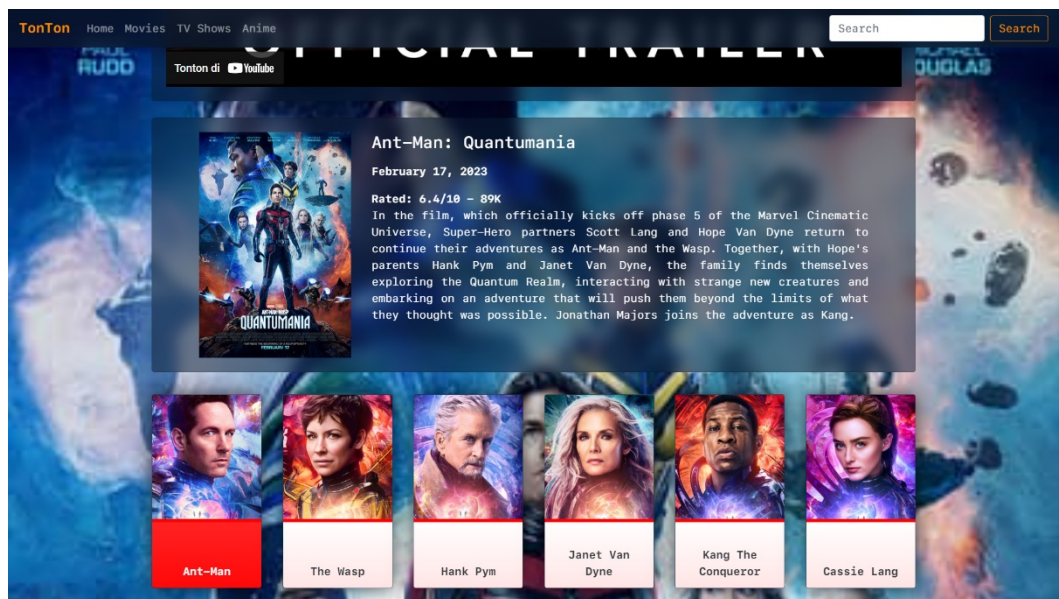 TonTon Home Movies TV Shows Anime Search Search
OFFICIAL TRAILER
PAUL
RUDD
MICHAEL
DOUGLAS
Tonton di YouTube
Ant-Man: Quantumania
February 17, 2023
Rated: 6.4/10 - 89K
In the film, which officially kicks off phase 5 of the Marvel Cinematic
Universe, Super-Hero partners Scott Lang and Hope Van Dyne return to
continue their adventures as Ant-Man and the Wasp. Together, with Hope's
parents Hank Pym and Janet Van Dyne, the family finds themselves
exploring the Quantum Realm, interacting with strange new creatures and
embarking on an adventure that will push them beyond the limits of what
they thought was possible. Jonathan Majors joins the adventure as Kang.
QUANTUMANIA
FEBRUARY 17
Ant-Man
The Wasp
Hank Pym
Janet Van
Dyne
Kang The
Conqueror
Cassie Lang